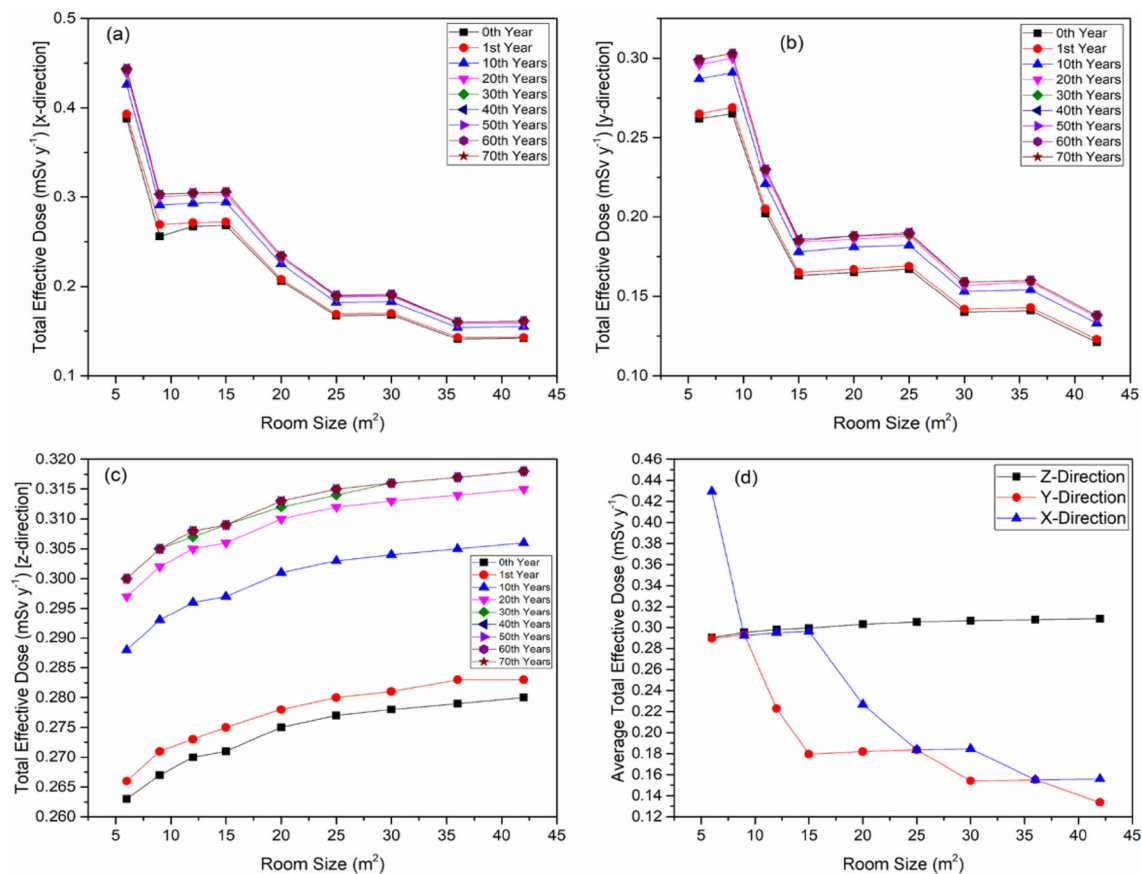 (a)
Total Effective Dose (mSv y⁻¹) [x-direction]
0.5
0.4
0.3
0.2
0.1
0th Year
1st Year
10th Years
20th Years
30th Years
40th Years
50th Years
60th Years
70th Years
5 10 15 20 25 30 35 40 45
Room Size (m²)
(b)
Total Effective Dose (mSv y⁻¹) [y-direction]
0.30
0.25
0.20
0.15
0.10
0th Year
1st Year
10th Years
20th Years
30th Years
40th Years
50th Years
60th Years
70th Years
5 10 15 20 25 30 35 40 45
Room Size (m²)
(c)
Total Effective Dose (mSv y⁻¹) [z-direction]
0.320
0.315
0.310
0.305
0.300
0.295
0.290
0.285
0.280
0.275
0.270
0.265
0.260
0th Year
1st Year
10th Years
20th Years
30th Years
40th Years
50th Years
60th Years
70th Years
5 10 15 20 25 30 35 40 45
Room Size (m²)
(d)
Average Total Effective Dose (mSv y⁻¹)
0.46
0.44
0.42
0.40
0.38
0.36
0.34
0.32
0.30
0.28
0.26
0.24
0.22
0.20
0.18
0.16
0.14
0.12
Z-Direction
Y-Direction
X-Direction
5 10 15 20 25 30 35 40 45
Room Size (m²)